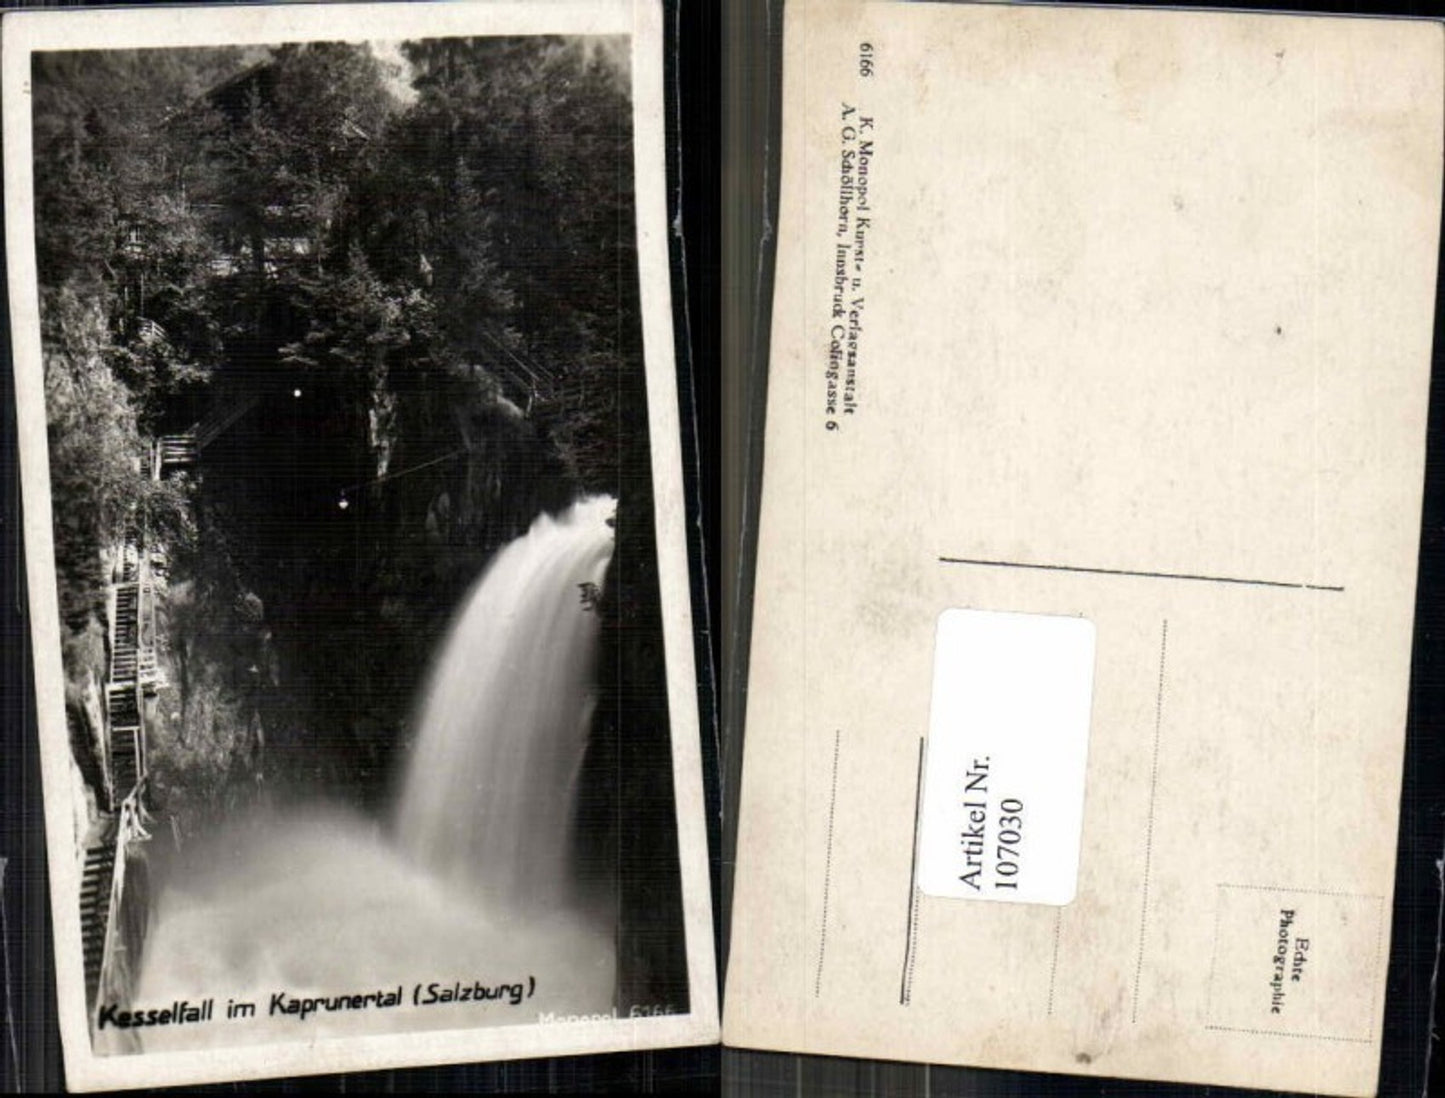 Kesselfall im Kaprunertal (Salzburg)
Monopol 6166
6166 K. Monopol Kunst- u. Verlagsanstalt
A. G. Schöllhorn, Innsbruck Colingasse 6
Artikel Nr.
107030
Echte
Photographie